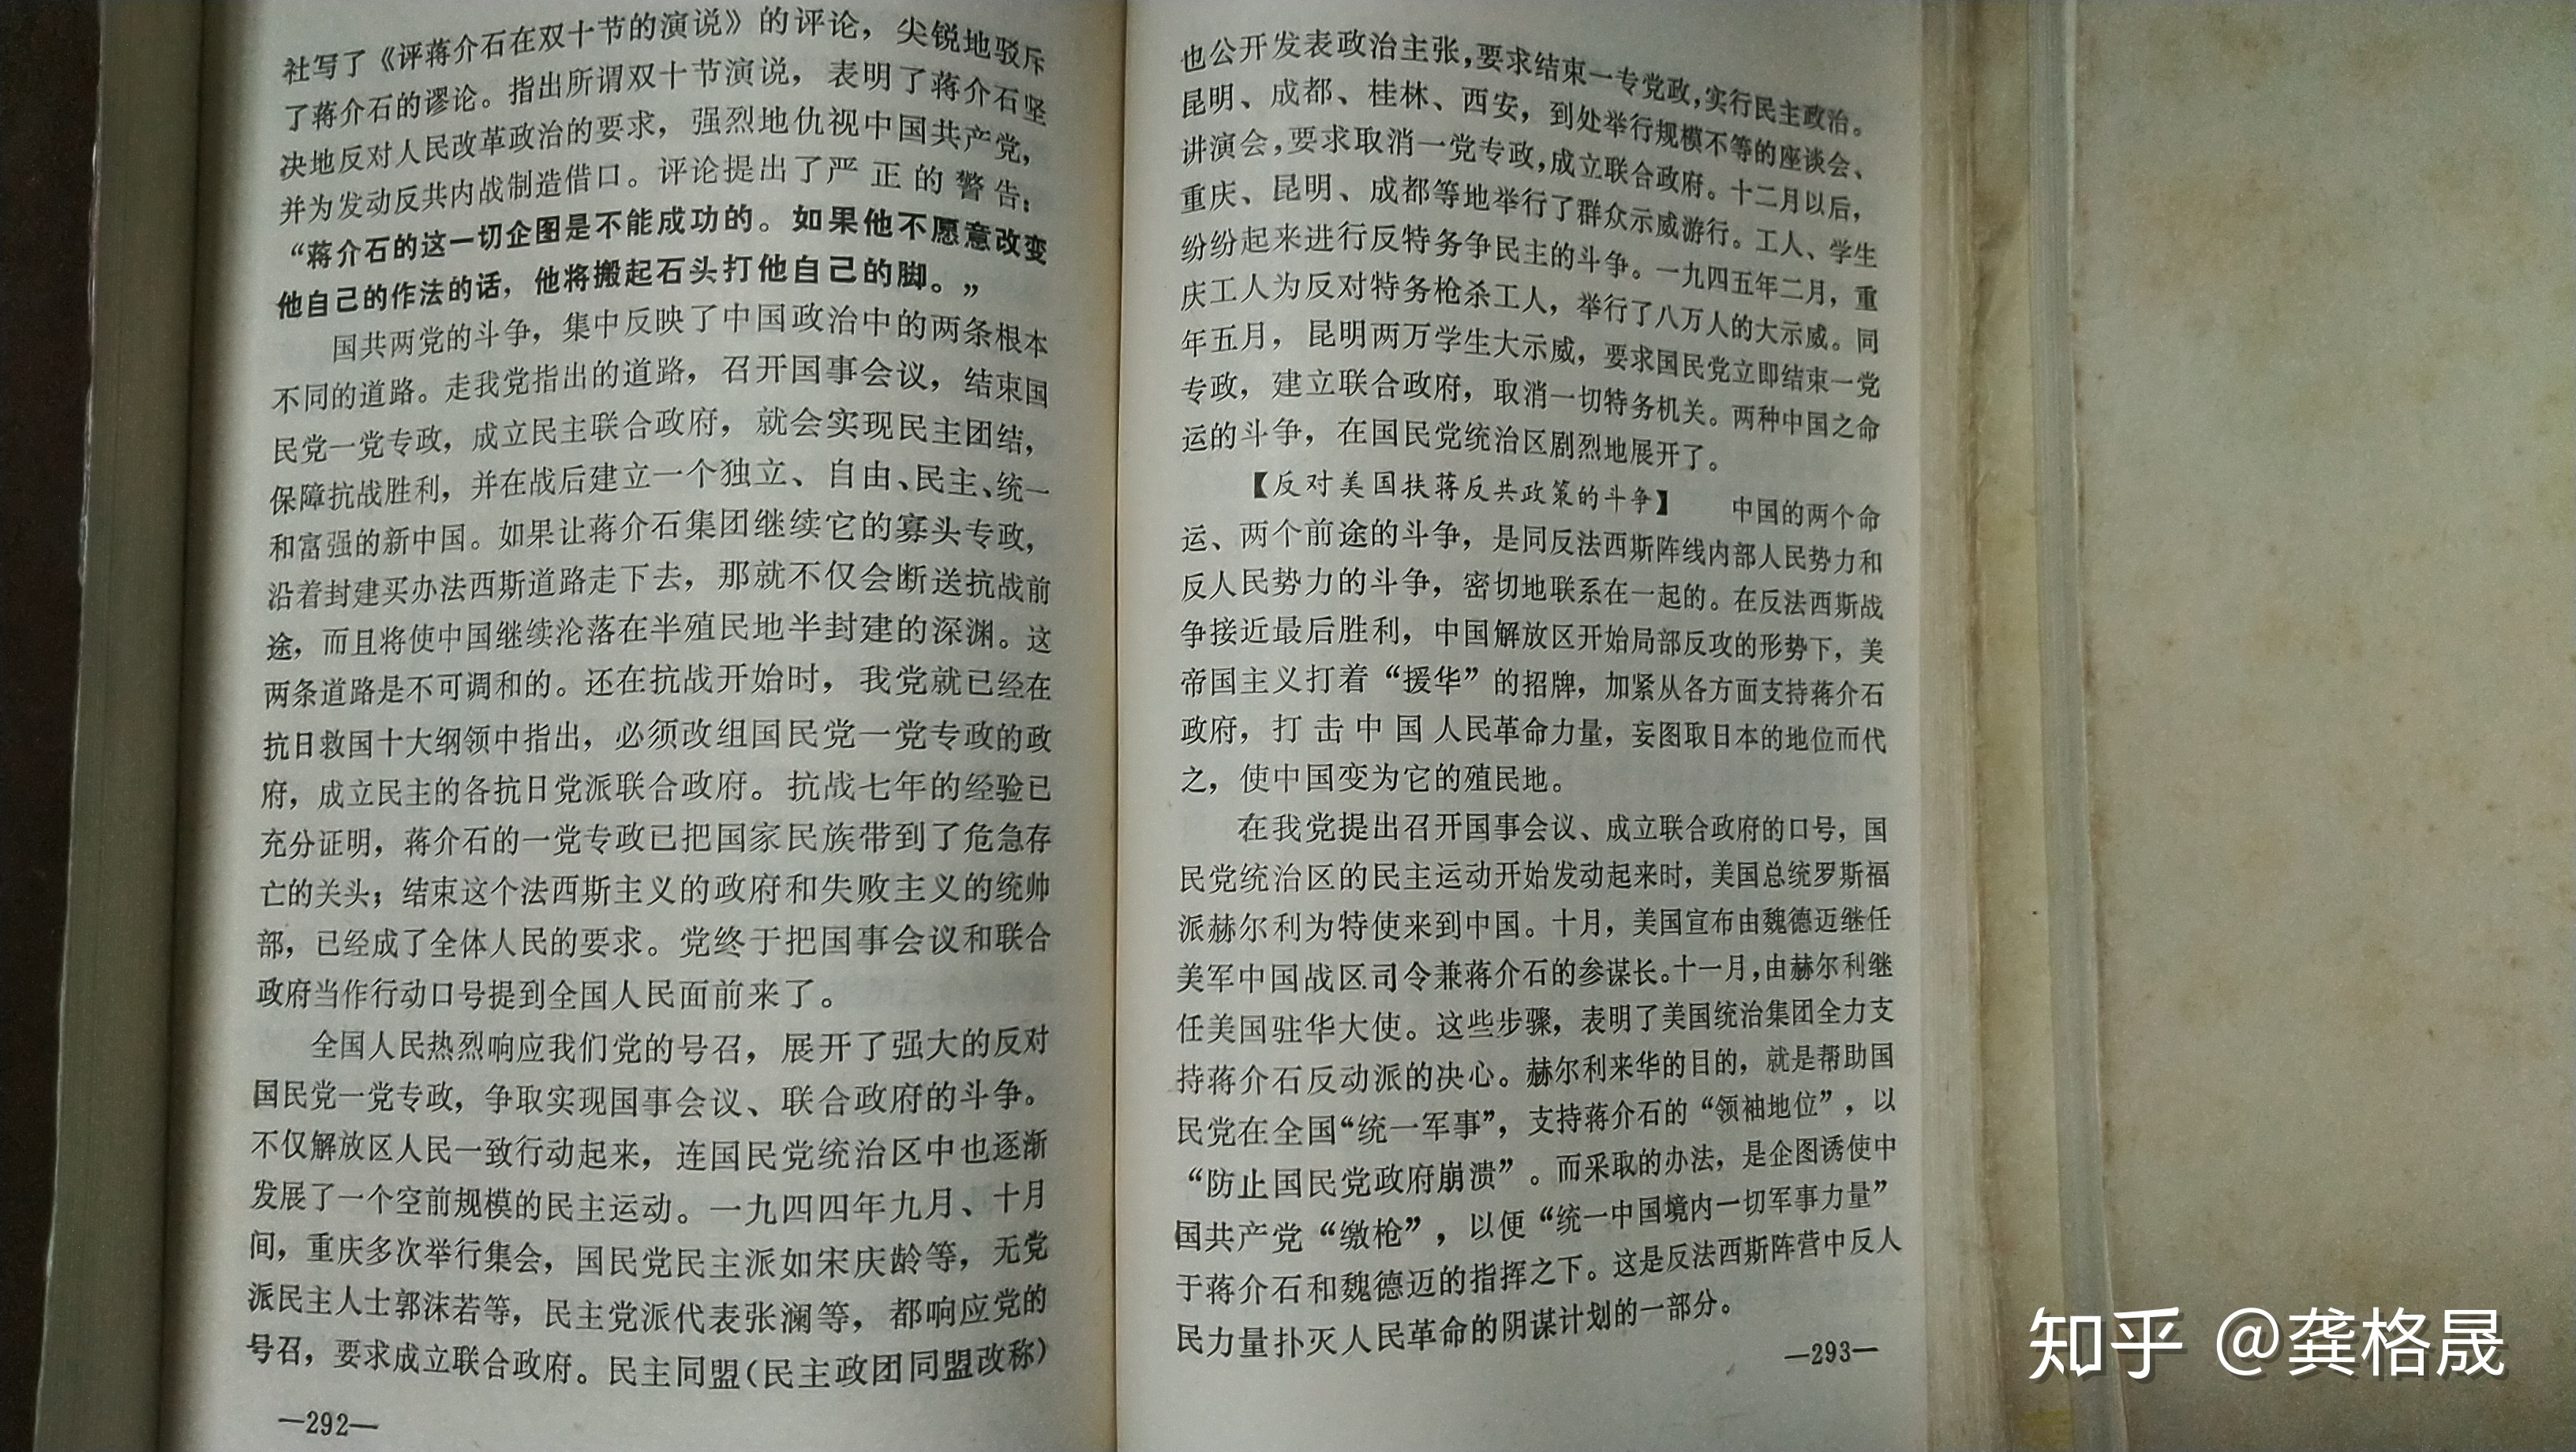 社写了《评蒋介石在双十节的演说》的评论，尖锐地驳斥
了蒋介石的谬论。指出所谓双十节演说，表明了蒋介石坚
决地反对人民改革政治的要求，强烈地仇视中国共产党，
并为发动反共内战制造借口。评论提出了严正的警告：
“蒋介石的这一切企图是不能成功的。如果他不愿意改变
他自己的作法的话，他将搬起石头打他自己的脚。”
国共两党的斗争，集中反映了中国政治中的两条根本
不同的道路。走我党指出的道路，召开国事会议，结束国
民党一党专政，成立民主联合政府，就会实现民主团结，
保障抗战胜利，并在战后建立一个独立、自由、民主、统一
和富强的新中国。如果让蒋介石集团继续它的寡头专政，
沿着封建买办法西斯道路走下去，那就不仅会断送抗战前
途，而且将使中国继续沦落在半殖民地半封建的深渊。这
两条道路是不可调和的。还在抗战开始时，我党就已经在
抗日救国十大纲领中指出，必须改组国民党一党专政的政
府，成立民主的各抗日党派联合政府。抗战七年的经验已
充分证明，蒋介石的一党专政已把国家民族带到了危急存
亡的关头；结束这个法西斯主义的政府和失败主义的统帅
部，已经成了全体人民的要求。党终于把国事会议和联合
政府当作行动口号提到全国人民面前来了。
全国人民热烈响应我们党的号召，展开了强大的反对
国民党一党专政，争取实现国事会议、联合政府的斗争。
不仅解放区人民一致行动起来，连国民党统治区中也逐渐
发展了一个空前规模的民主运动。一九四四年九月、十月
间，重庆多次举行集会，国民党民主派如宋庆龄等，无党
派民主人士郭沫若等，民主党派代表张澜等，都响应党的
号召，要求成立联合政府。民主同盟（民主政团同盟改称）
—292—
也公开发表政治主张，要求结束一专党政，实行民主政治。
昆明、成都、桂林、西安，到处举行规模不等的座谈会、
讲演会，要求取消一党专政，成立联合政府。十二月以后，
重庆、昆明、成都等地举行了群众示威游行。工人、学生
纷纷起来进行反特务争民主的斗争。一九四五年二月，重
庆工人为反对特务枪杀工人，举行了八万人的大示威。同
年五月，昆明两万学生大示威，要求国民党立即结束一党
专政，建立联合政府，取消一切特务机关。两种中国之命
运的斗争，在国民党统治区剧烈地展开了。
【反对美国扶蒋反共政策的斗争】 中国的两个命
运、两个前途的斗争，是同反法西斯阵线内部人民势力和
反人民势力的斗争，密切地联系在一起的。在反法西斯战
争接近最后胜利，中国解放区开始局部反攻的形势下，美
帝国主义打着“援华”的招牌，加紧从各方面支持蒋介石
政府，打击中国人民革命力量，妄图取日本的地位而代
之，使中国变为它的殖民地。
在我党提出召开国事会议、成立联合政府的口号，国
民党统治区的民主运动开始发动起来时，美国总统罗斯福
派赫尔利为特使来到中国。十月，美国宣布由魏德迈继任
美军中国战区司令兼蒋介石的参谋长。十一月，由赫尔利继
任美国驻华大使。这些步骤，表明了美国统治集团全力支
持蒋介石反动派的决心。赫尔利来华的目的，就是帮助国
民党在全国“统一军事”，支持蒋介石的“领袖地位”，以
“防止国民党政府崩溃”。而采取的办法，是企图诱使中
国共产党“缴枪”，以便“统一中国境内一切军事力量”
于蒋介石和魏德迈的指挥之下。这是反法西斯阵营中反人
民力量扑灭人民革命的阴谋计划的一部分。
—293—
知乎 @龚格晟